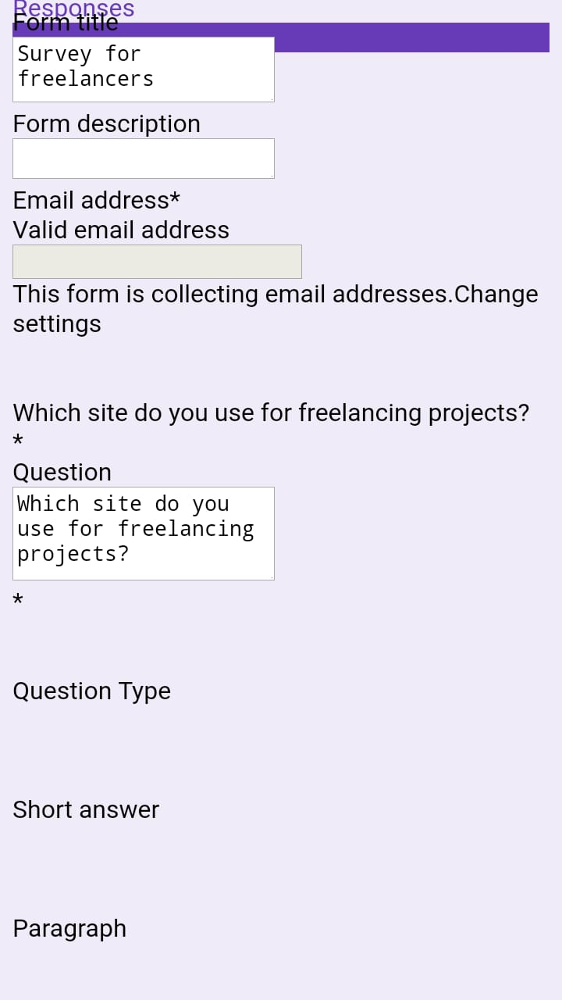 Responses
Form title
Survey for
freelancers
Form description
Email address*
Valid email address
This form is collecting email addresses.Change
settings
Which site do you use for freelancing projects?
*
Question
Which site do you
use for freelancing
projects?
*
Question Type
Short answer
Paragraph